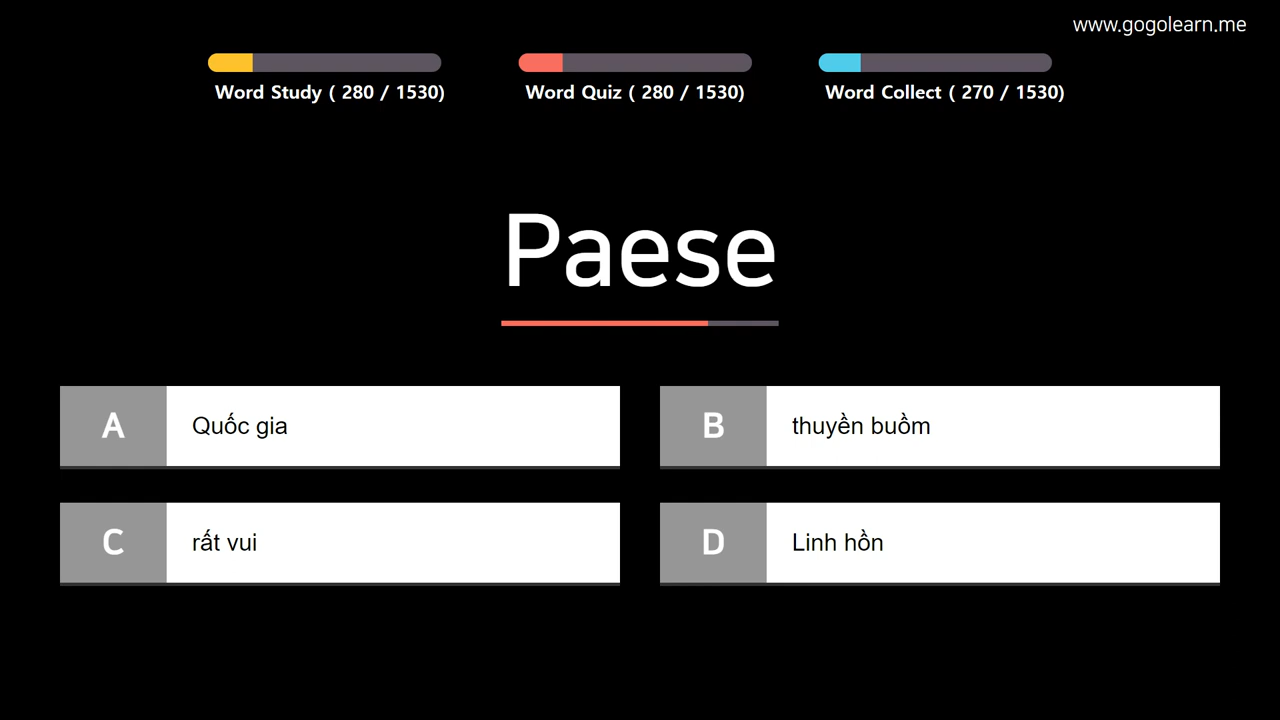 www.gogolearn.me
Word Study ( 280 / 1530)
Word Quiz ( 280 / 1530)
Word Collect ( 270 / 1530)
Paese
A
Quốc gia
B
thuyền buồm
C
rất vui
D
Linh hồn